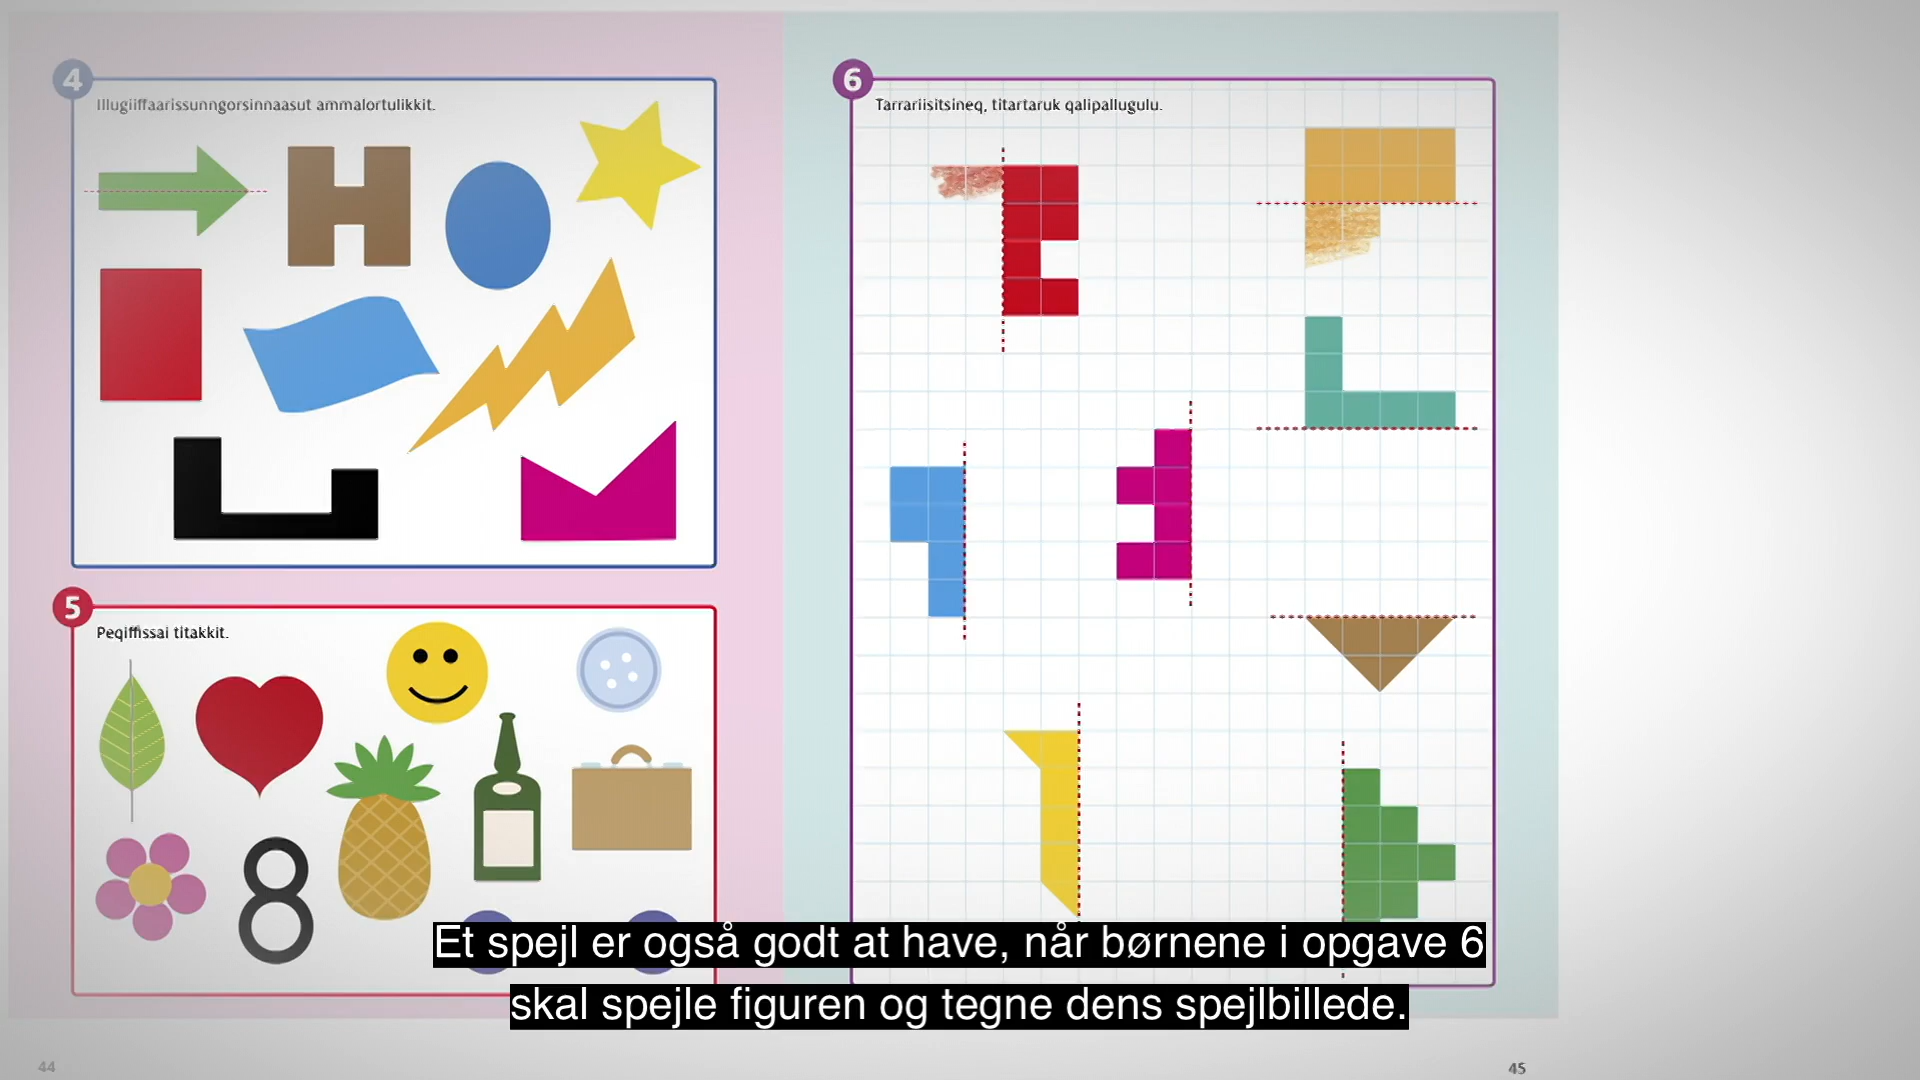 4
Illugiiffaarissunngorsinnaasut ammalortulikkit.
5
Peqiffissai titakkit.
8
6
Tarrariisitsineq, titartaruk qalipallugulu.
Et spejl er også godt at have, når børnene i opgave 6
skal spejle figuren og tegne dens spejlbillede.
44
45